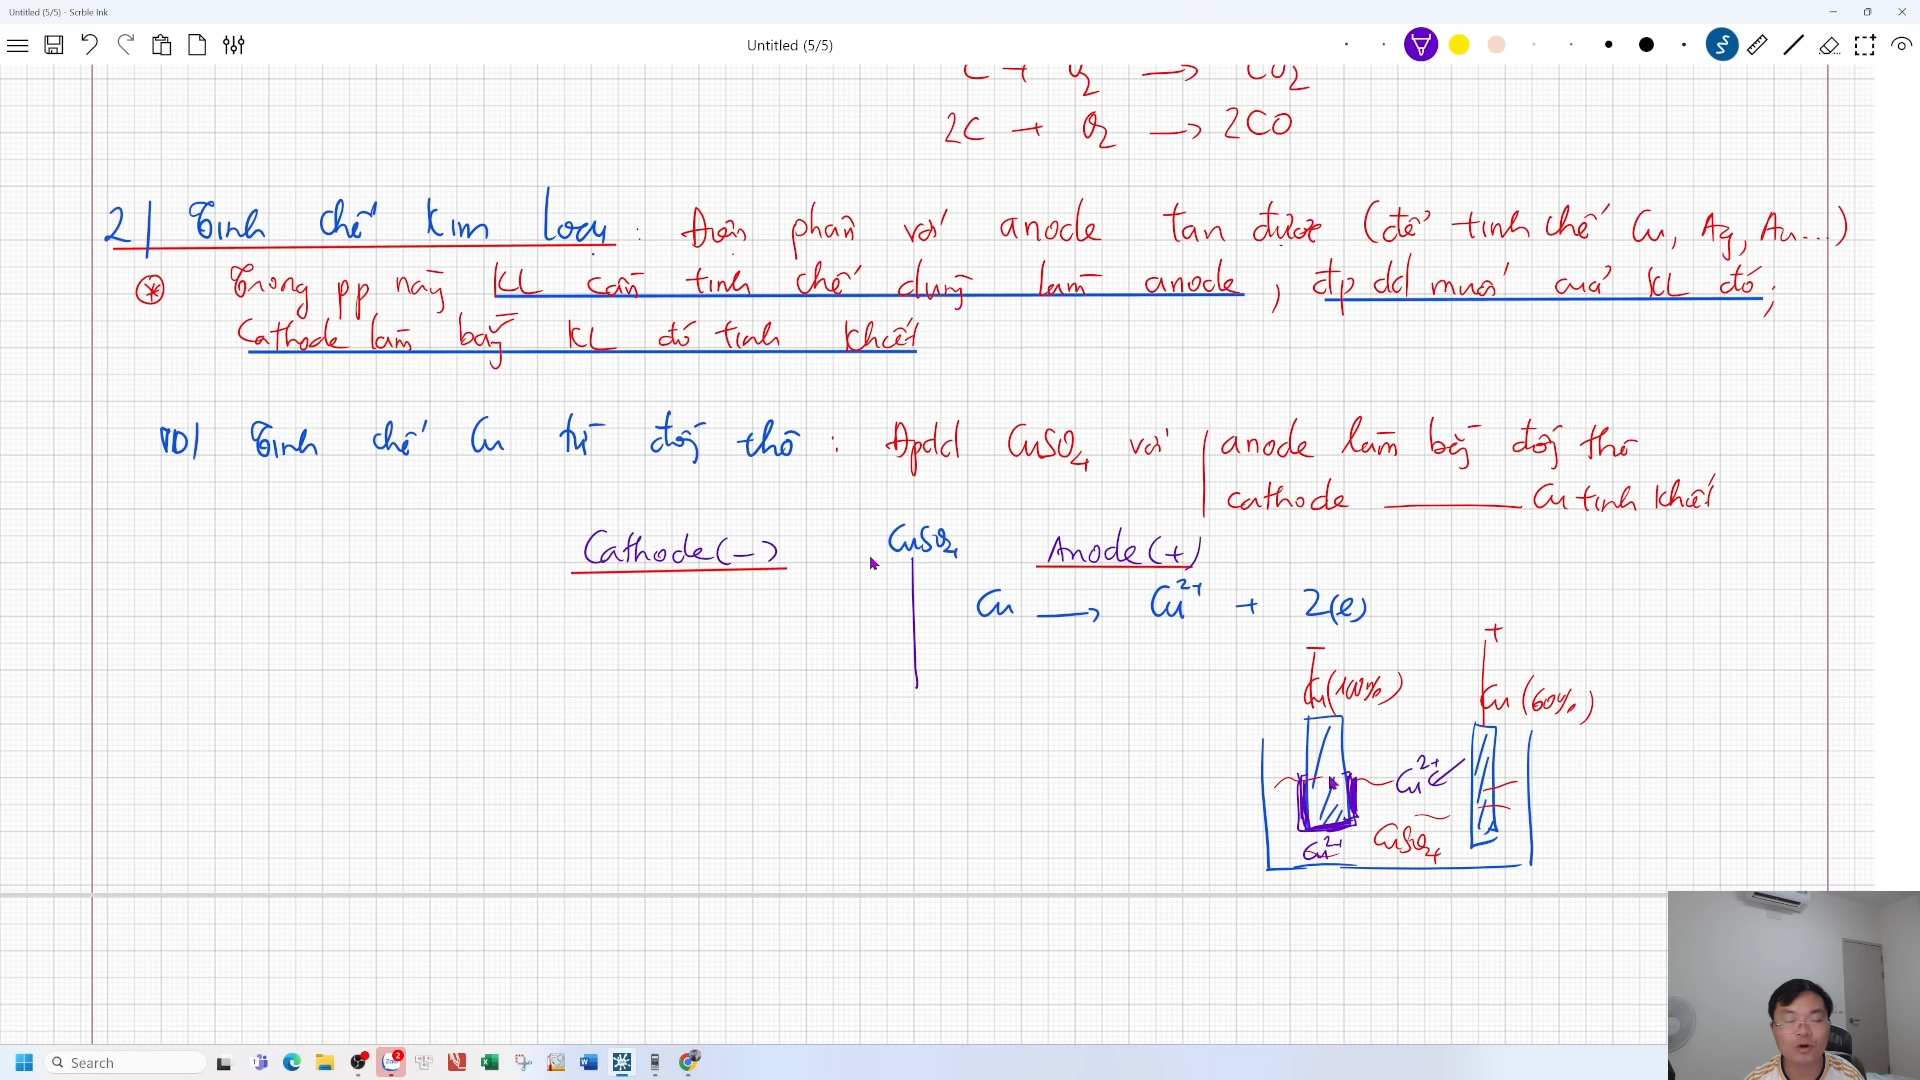 Untitled (5/5) - Scrble Ink
Untitled (5/5)
C + O2 → CO2
2C + O2 → 2CO
2/ Tinh chế kim loại : Điện phân với anode tan được (để tinh chế Cu, Ag, Au...)
* Trong pp này KL cần tinh chế dùng làm anode, đp dd muối của KL đó;
Cathode làm bằng KL đó tinh khiết
VD/ Tinh chế Cu từ đồng thô : Đpdd CuSO4 với | anode làm bằng đồng thô
cathode ——— Cu tinh khiết
Cathode (-) CuSO4 Anode (+)
Cu → Cu2+ + 2(e)
- +
Cu (100%) Cu (60%)
Cu2+
Cu2+ CuSO4
Search
2